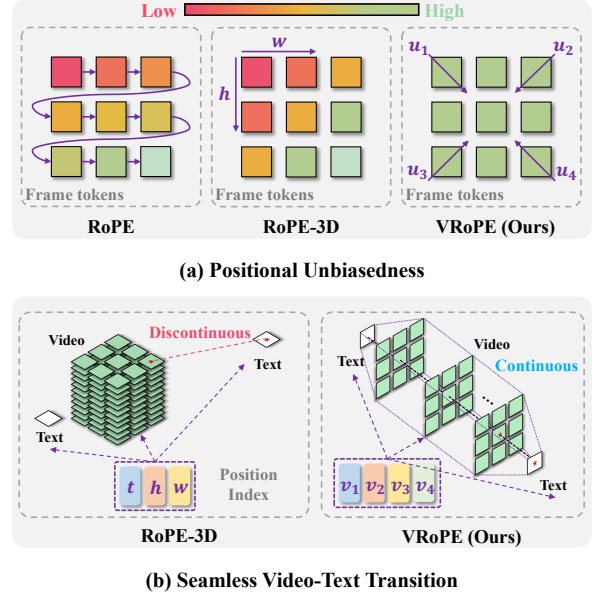 Low High
w
h
u1 u2
u3 u4
Frame tokens Frame tokens Frame tokens
RoPE RoPE-3D VRoPE (Ours)
(a) Positional Unbiasedness
Video Discontinuous
Text
Text
t h w
Position
Index
RoPE-3D
Video
Text
Continuous
...
v1 v2 v3 v4
Text
VRoPE (Ours)
(b) Seamless Video-Text Transition